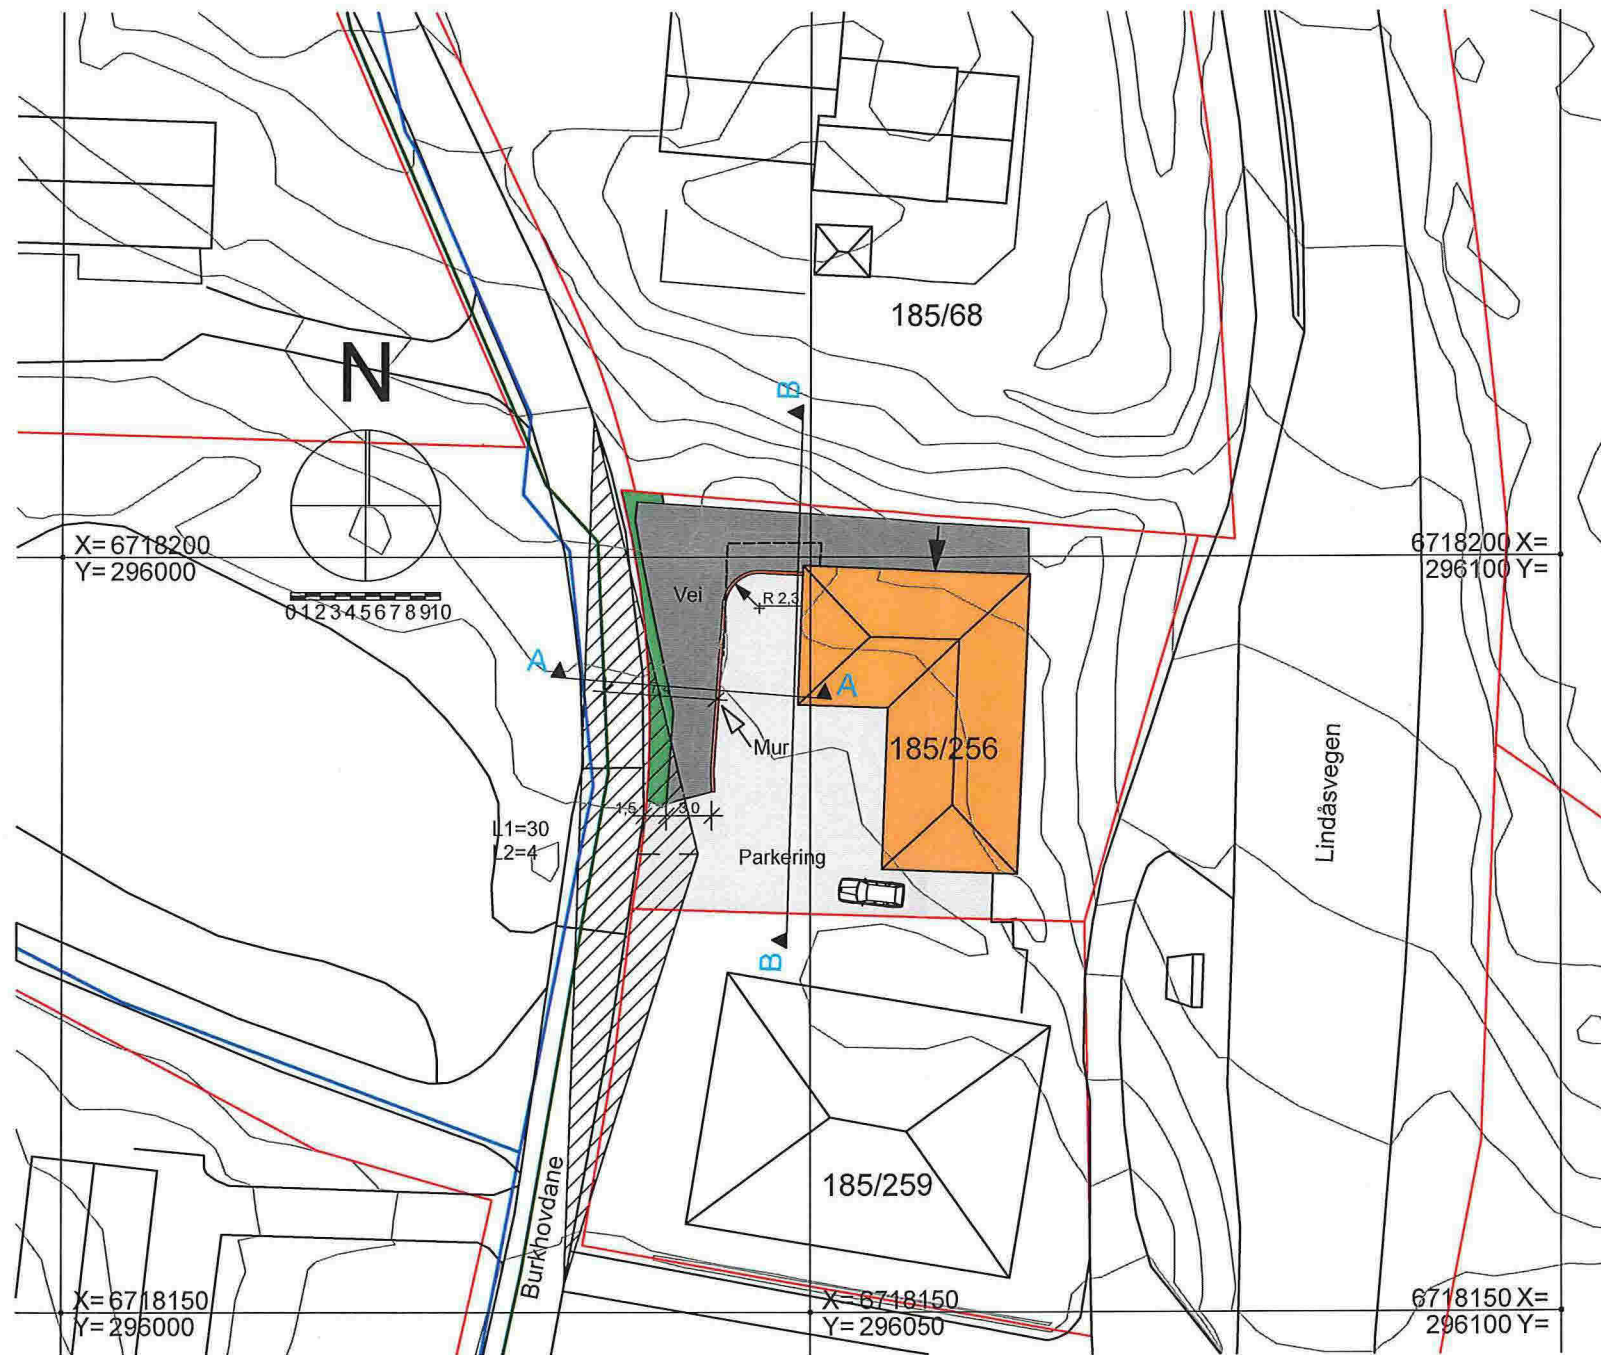 185/68
B
N
X= 6718200
Y= 296000
6718200 X=
296100 Y=
Vei
R 2,3
0 1 2 3 4 5 6 7 8 9 10
A
A
Mur
185/256
Lindåsvegen
1,5
3,0
L1=30
L2=4
Parkering
B
185/259
Burkhovdane
X= 6718150
Y= 296000
X= 6718150
Y= 296050
6718150 X=
296100 Y=